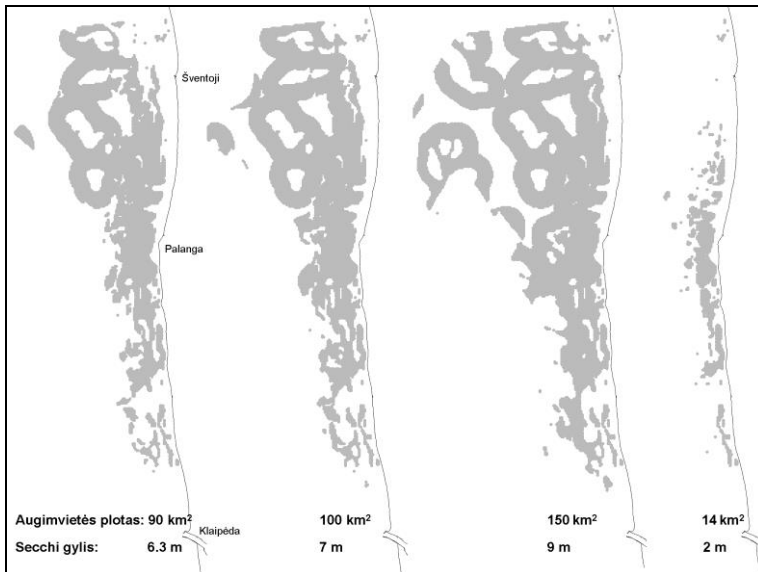 Šventoji
Palanga
Klaipėda
Augimvietės plotas: 90 km² 100 km² 150 km² 14 km²
Secchi gylis: 6.3 m 7 m 9 m 2 m